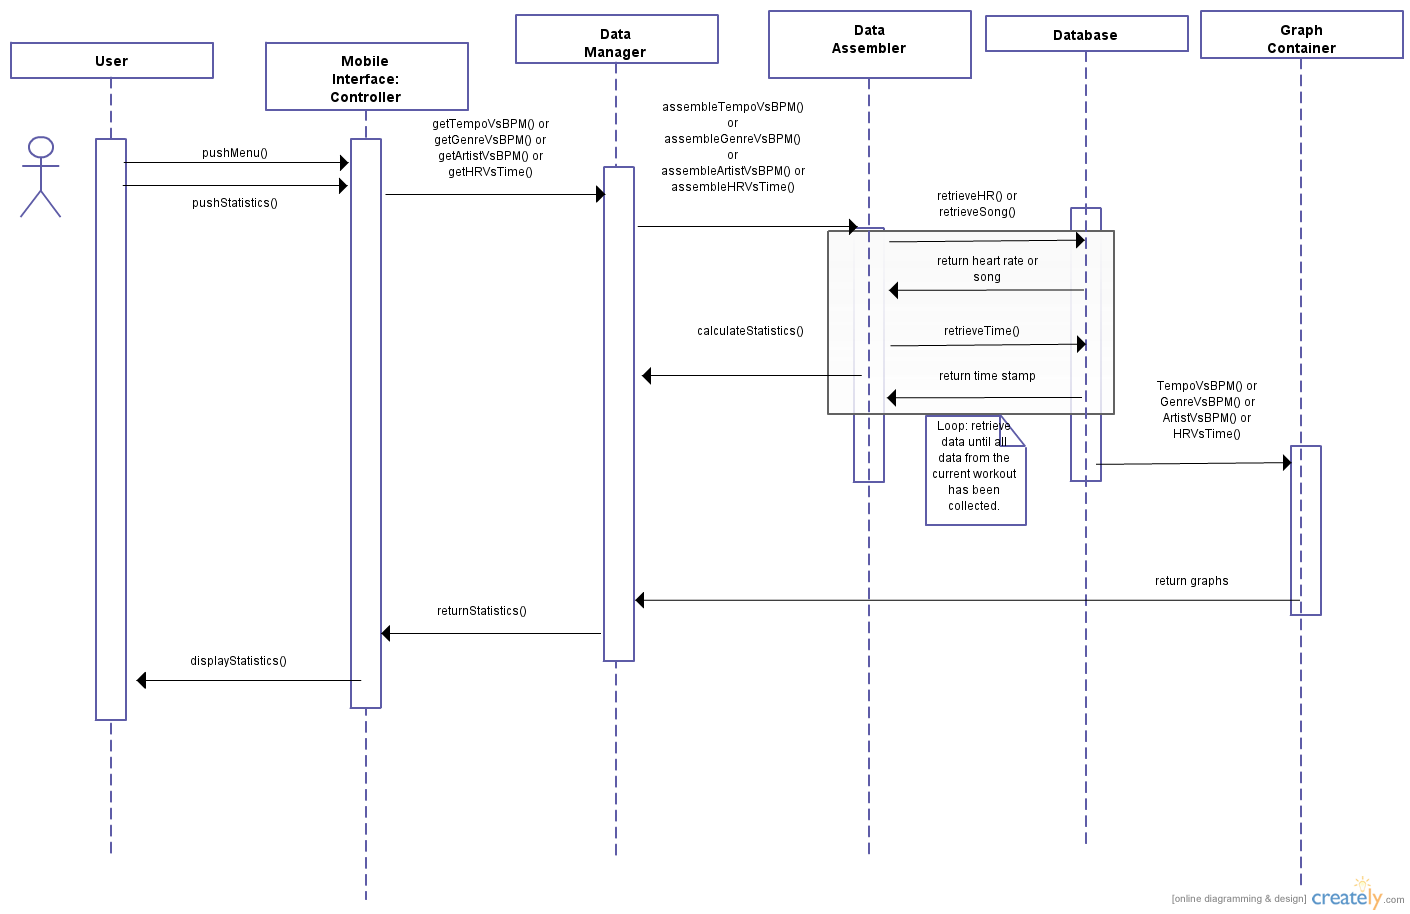 User
Mobile
Interface:
Controller
Data
Manager
Data
Assembler
Database
Graph
Container
pushMenu()
pushStatistics()
getTempoVsBPM() or
getGenreVsBPM() or
getArtistVsBPM() or
getHRVsTime()
assembleTempoVsBPM()
or
assembleGenreVsBPM()
or
assembleArtistVsBPM() or
assembleHRVsTime()
retrieveHR() or
retrieveSong()
return heart rate or
song
calculateStatistics()
retrieveTime()
return time stamp
Loop: retrieve
data until all
data from the
current workout
has been
collected.
TempoVsBPM() or
GenreVsBPM() or
ArtistVsBPM() or
HRVsTime()
return graphs
returnStatistics()
displayStatistics()
[online diagramming & design] creately.com